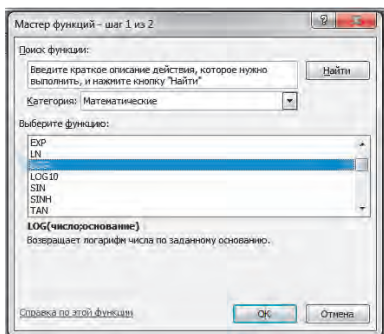 Мастер функций - шаг 1 из 2
Поиск функции:
Введите краткое описание действия, которое нужно
выполнить, и нажмите кнопку "Найти"
Найти
Категория: Математические
Выберите функцию:
EXP
LN
LOG10
SIN
SINH
TAN
LOG(число;основание)
Возвращает логарифм числа по заданному основанию.
Справка по этой функции
ОК
Отмена